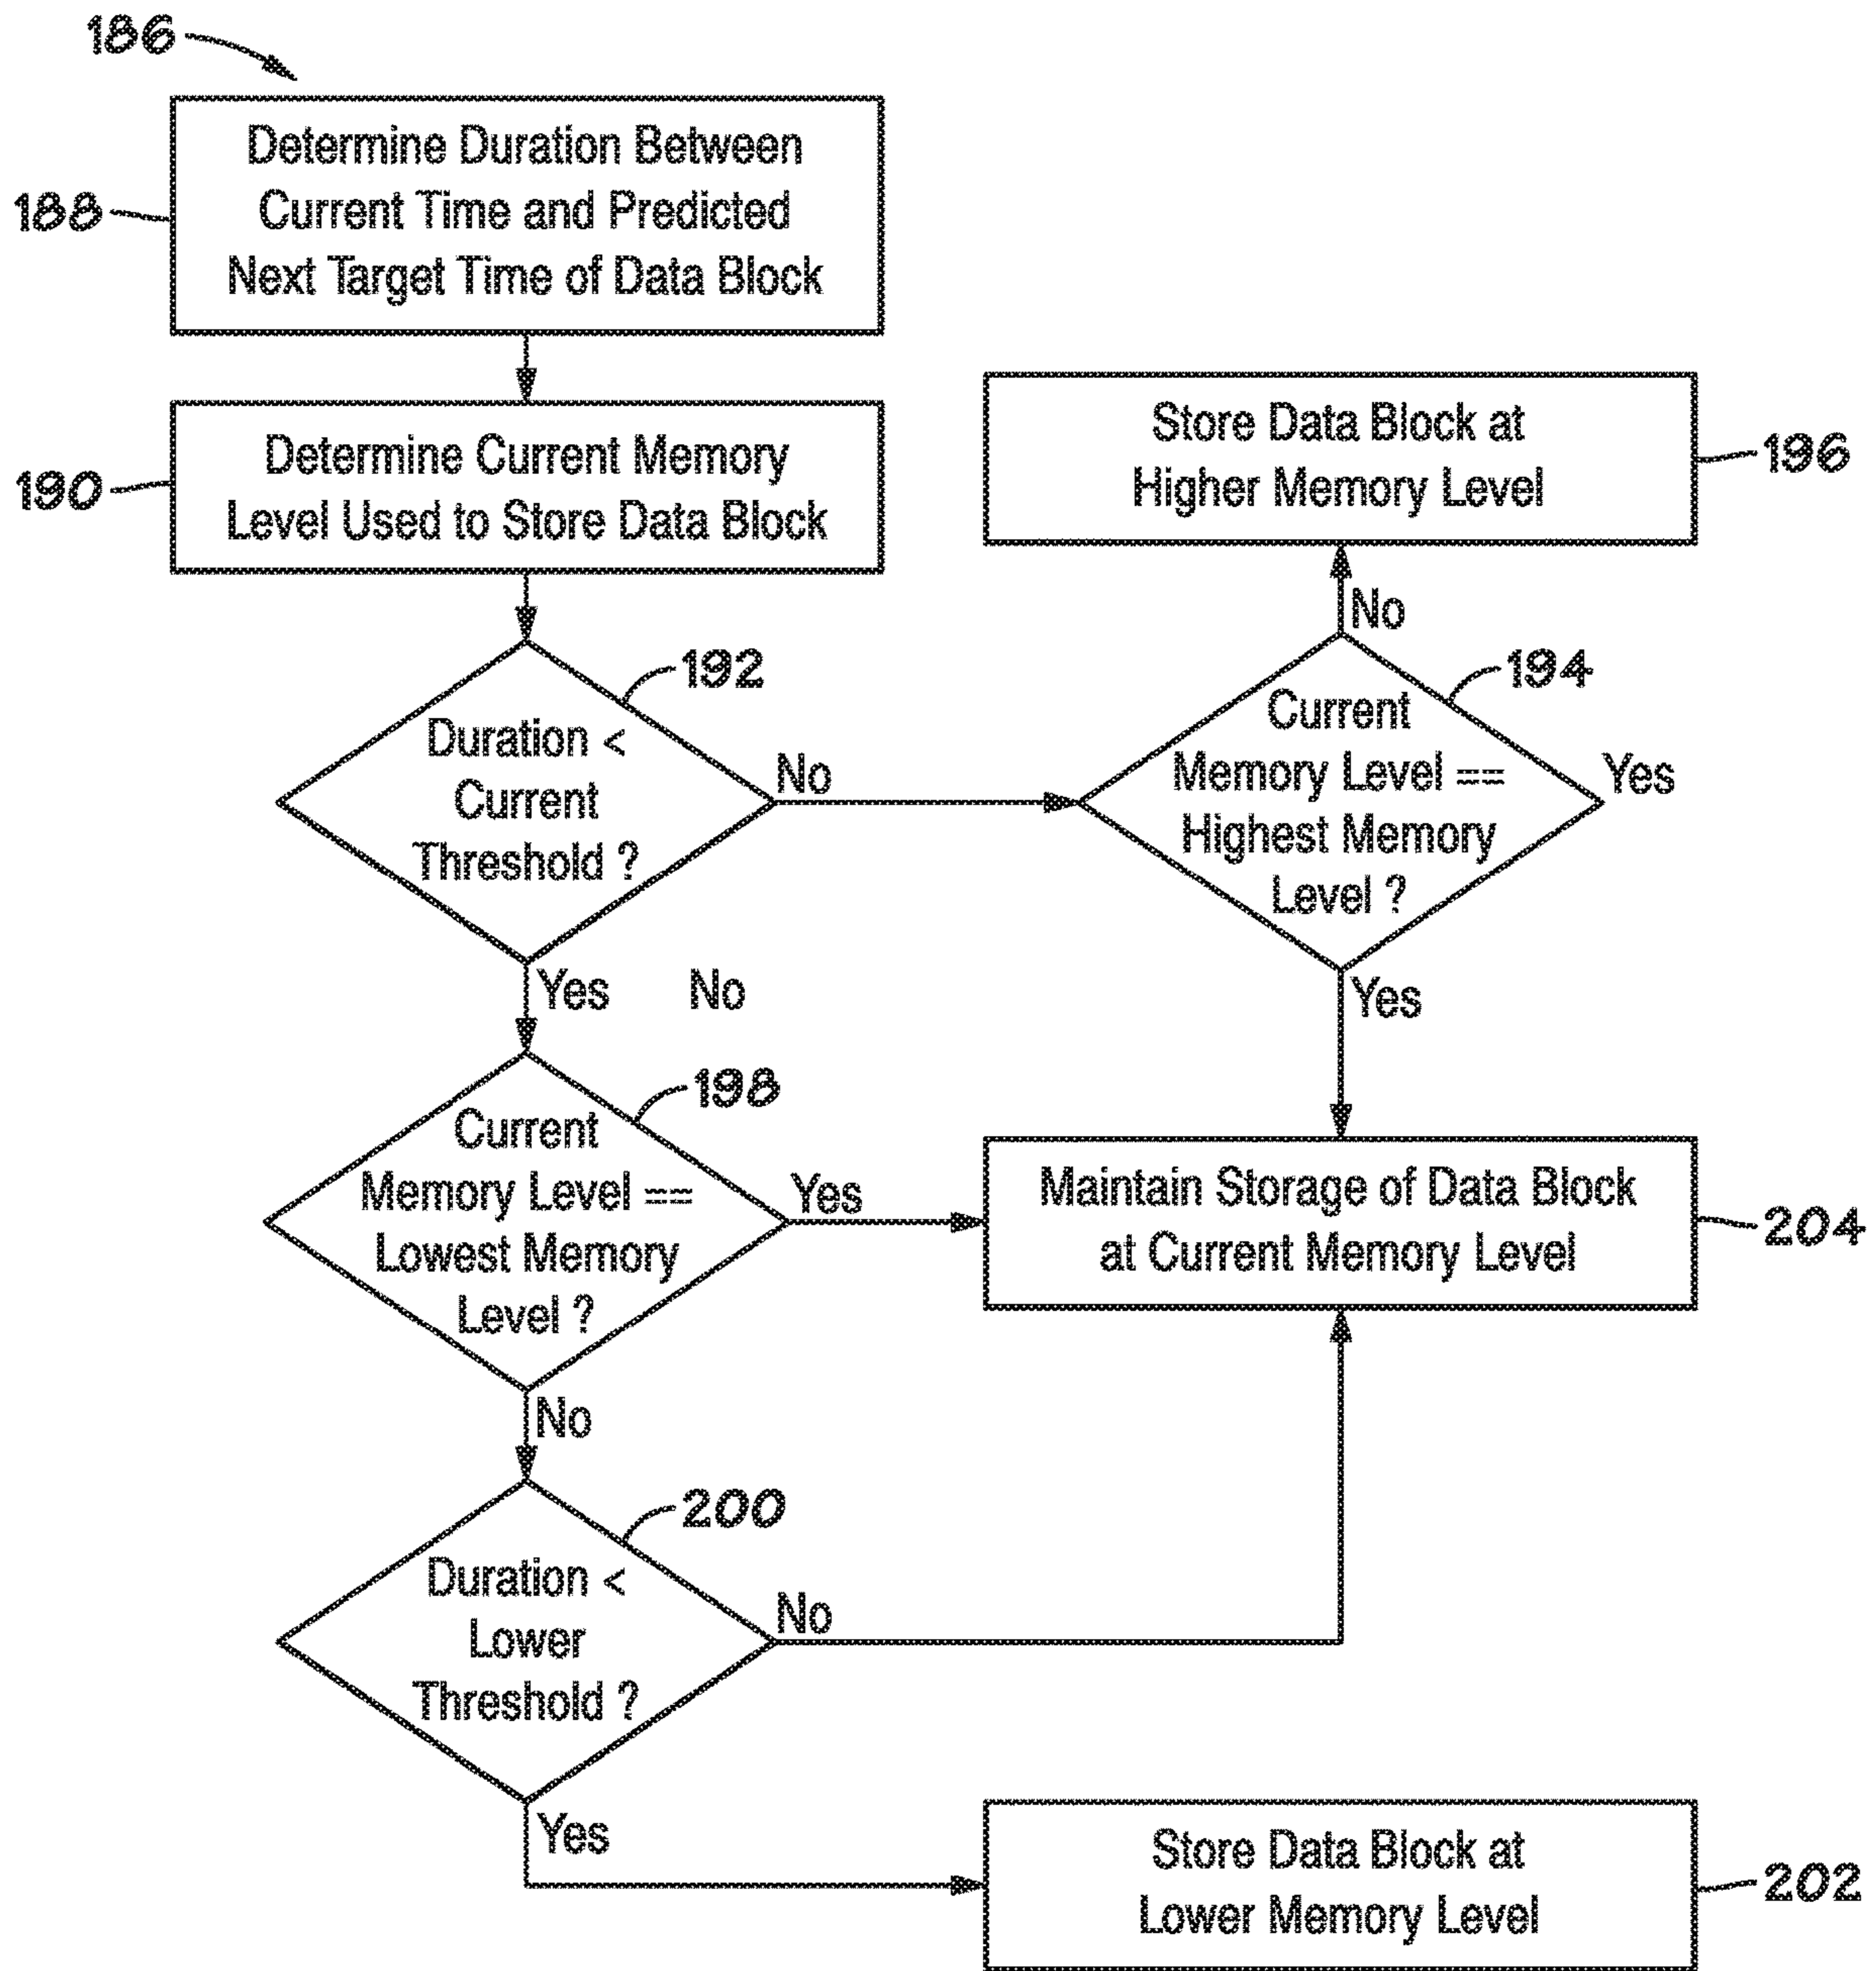 186
188
Determine Duration Between
Current Time and Predicted
Next Target Time of Data Block
190
Determine Current Memory
Level Used to Store Data Block
Store Data Block at
Higher Memory Level
196
No
192
Duration <
Current
Threshold ?
No
194
Current
Memory Level ==
Highest Memory
Level ?
Yes
Yes
No
Yes
198
Current
Memory Level ==
Lowest Memory
Level ?
Yes
Maintain Storage of Data Block
at Current Memory Level
204
No
200
Duration <
Lower
Threshold ?
No
Yes
Store Data Block at
Lower Memory Level
202